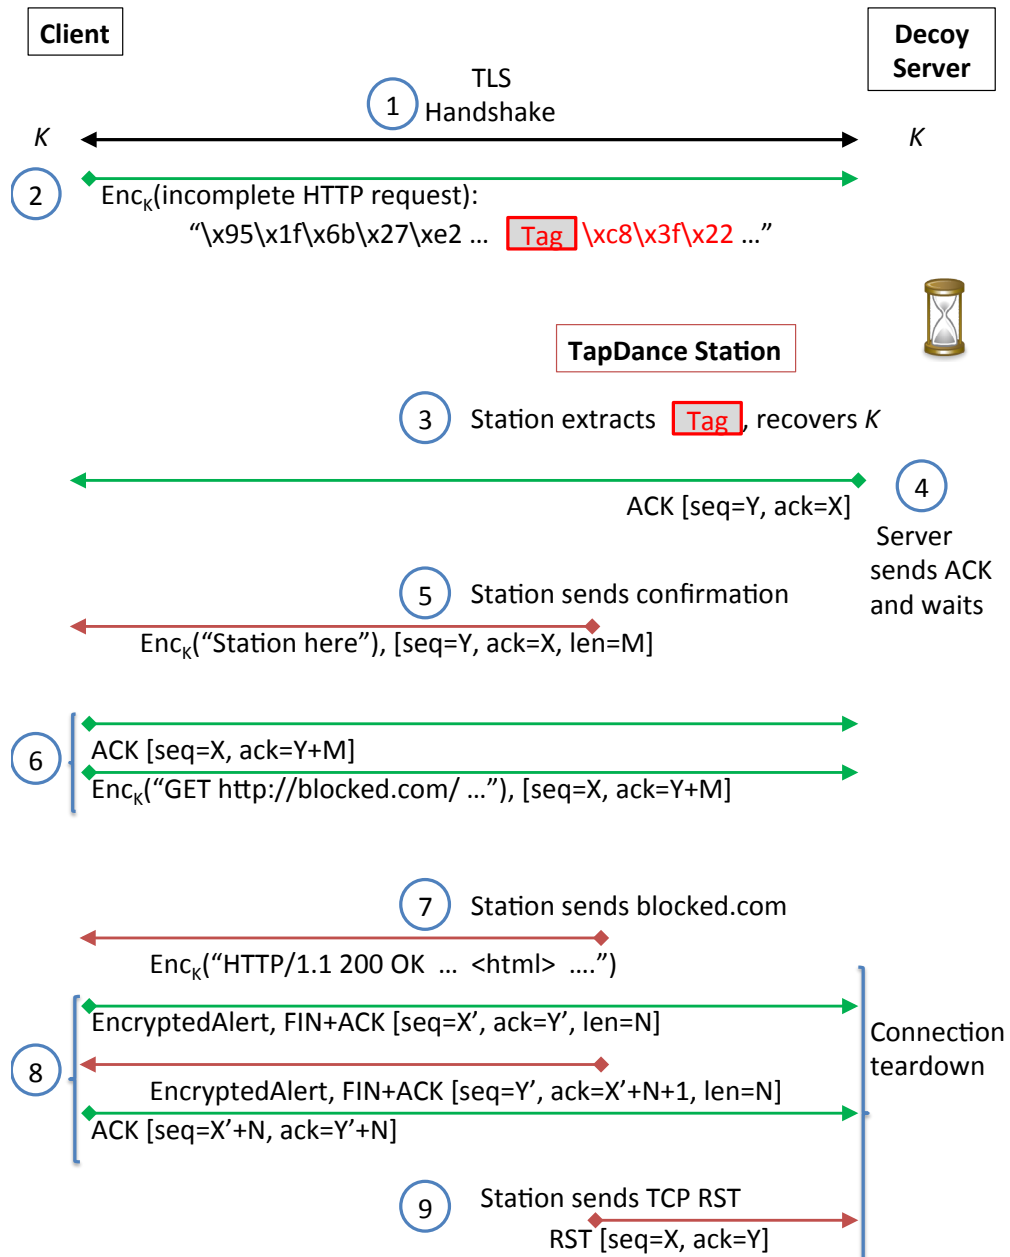 Client
Decoy
Server
TLS
1
Handshake
K
K
2
Enc_K(incomplete HTTP request):
“\x95\x1f\x6b\x27\xe2 ... Tag \xc8\x3f\x22 ...”
TapDance Station
3 Station extracts Tag, recovers K
4
ACK [seq=Y, ack=X]
Server
sends ACK
and waits
5 Station sends confirmation
Enc_K(“Station here”), [seq=Y, ack=X, len=M]
6
ACK [seq=X, ack=Y+M]
Enc_K(“GET http://blocked.com/ ...”), [seq=X, ack=Y+M]
7 Station sends blocked.com
Enc_K(“HTTP/1.1 200 OK ... <html> ....”)
EncryptedAlert, FIN+ACK [seq=X’, ack=Y’, len=N]
Connection
teardown
8
EncryptedAlert, FIN+ACK [seq=Y’, ack=X’+N+1, len=N]
ACK [seq=X’+N, ack=Y’+N]
9 Station sends TCP RST
RST [seq=X, ack=Y]